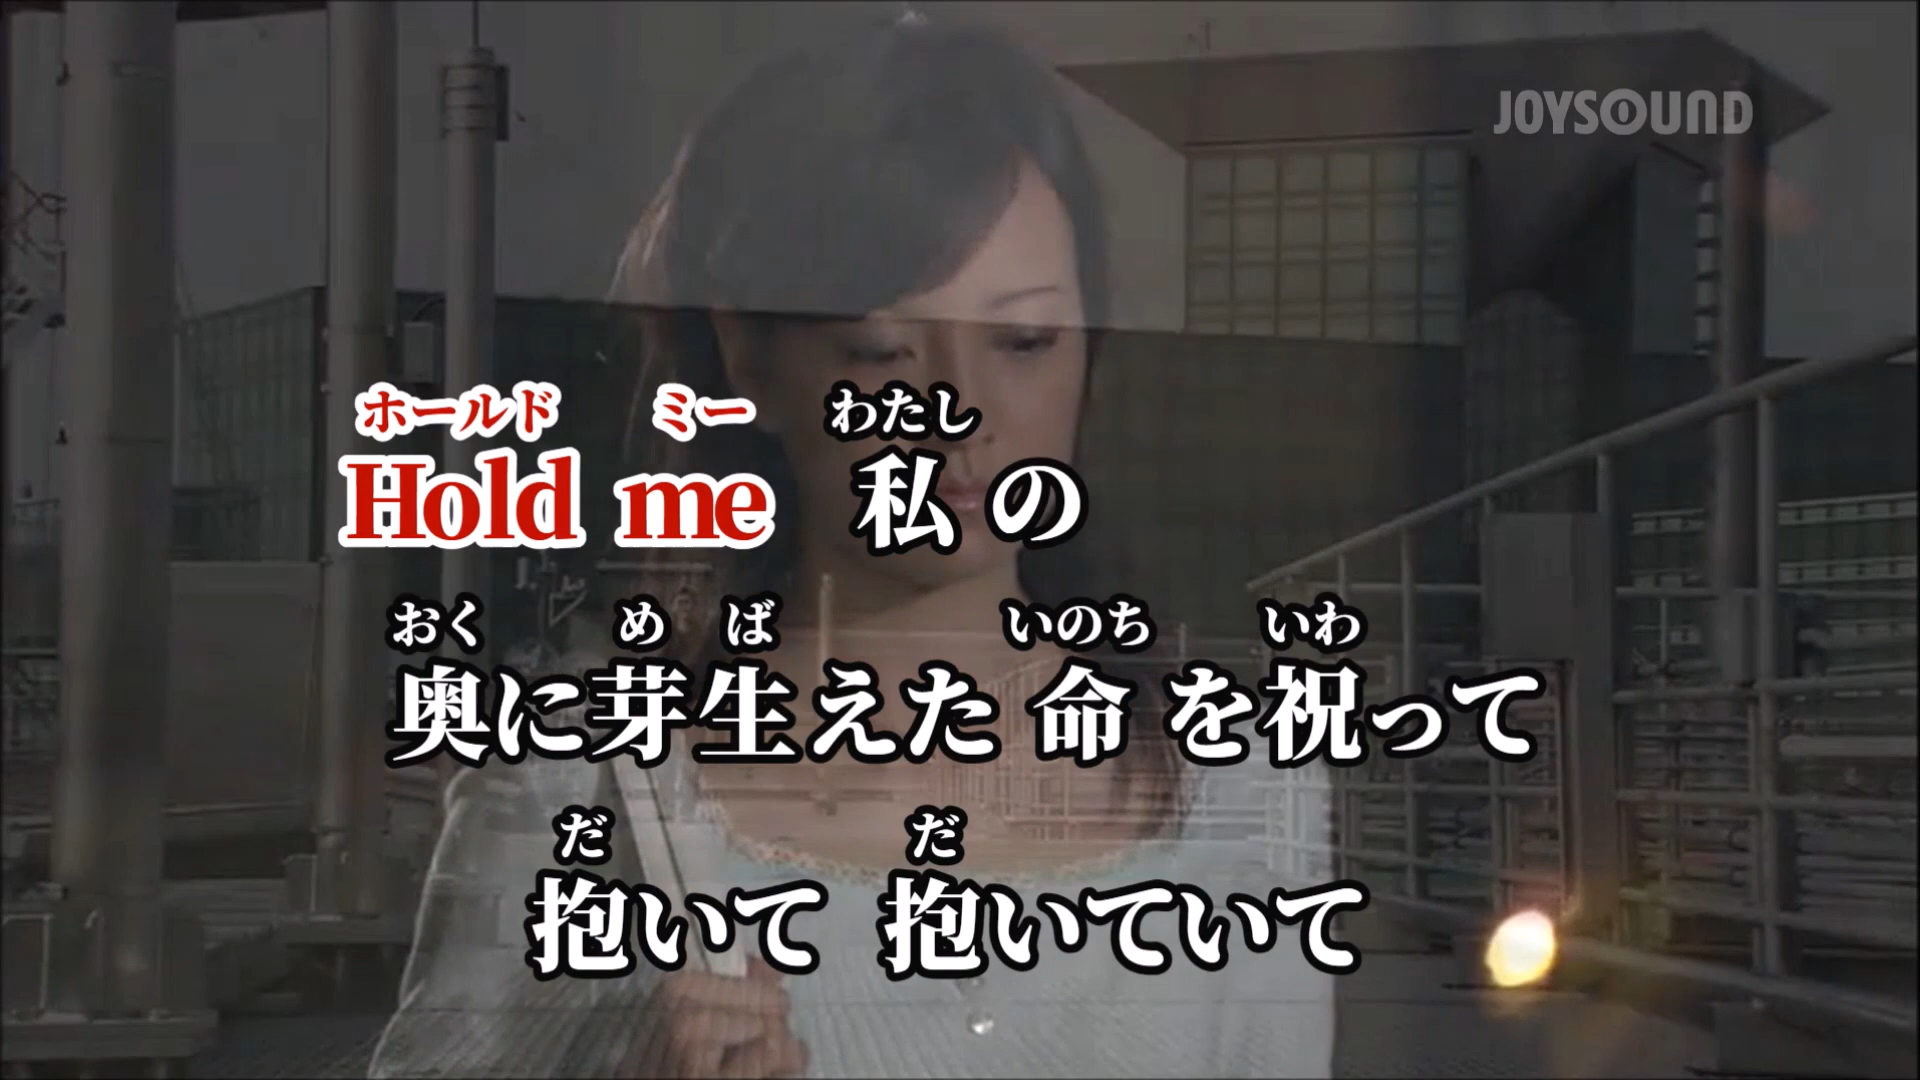 JOYSOUND
ホールド ミー わたし
Hold me 私の
おく め ば いのち いわ
奥に芽生えた命を祝って
だ だ
抱いて 抱いていて